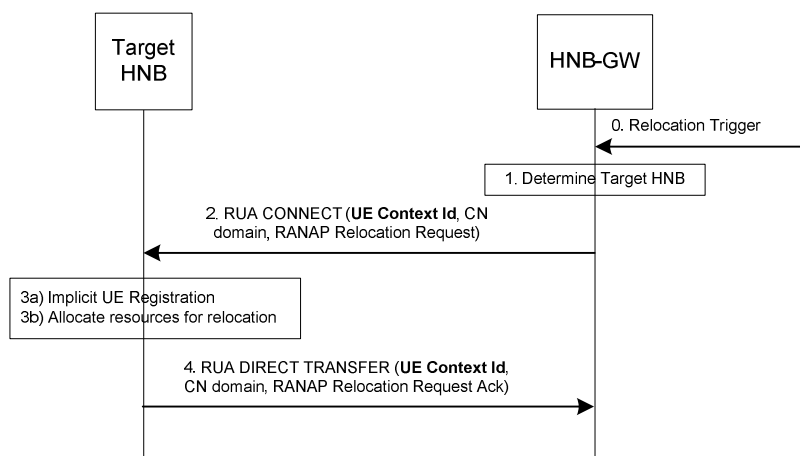 Target
HNB
HNB-GW
0. Relocation Trigger
1. Determine Target HNB
2. RUA CONNECT (UE Context Id, CN
domain, RANAP Relocation Request)
3a) Implicit UE Registration
3b) Allocate resources for relocation
4. RUA DIRECT TRANSFER (UE Context Id,
CN domain, RANAP Relocation Request Ack)